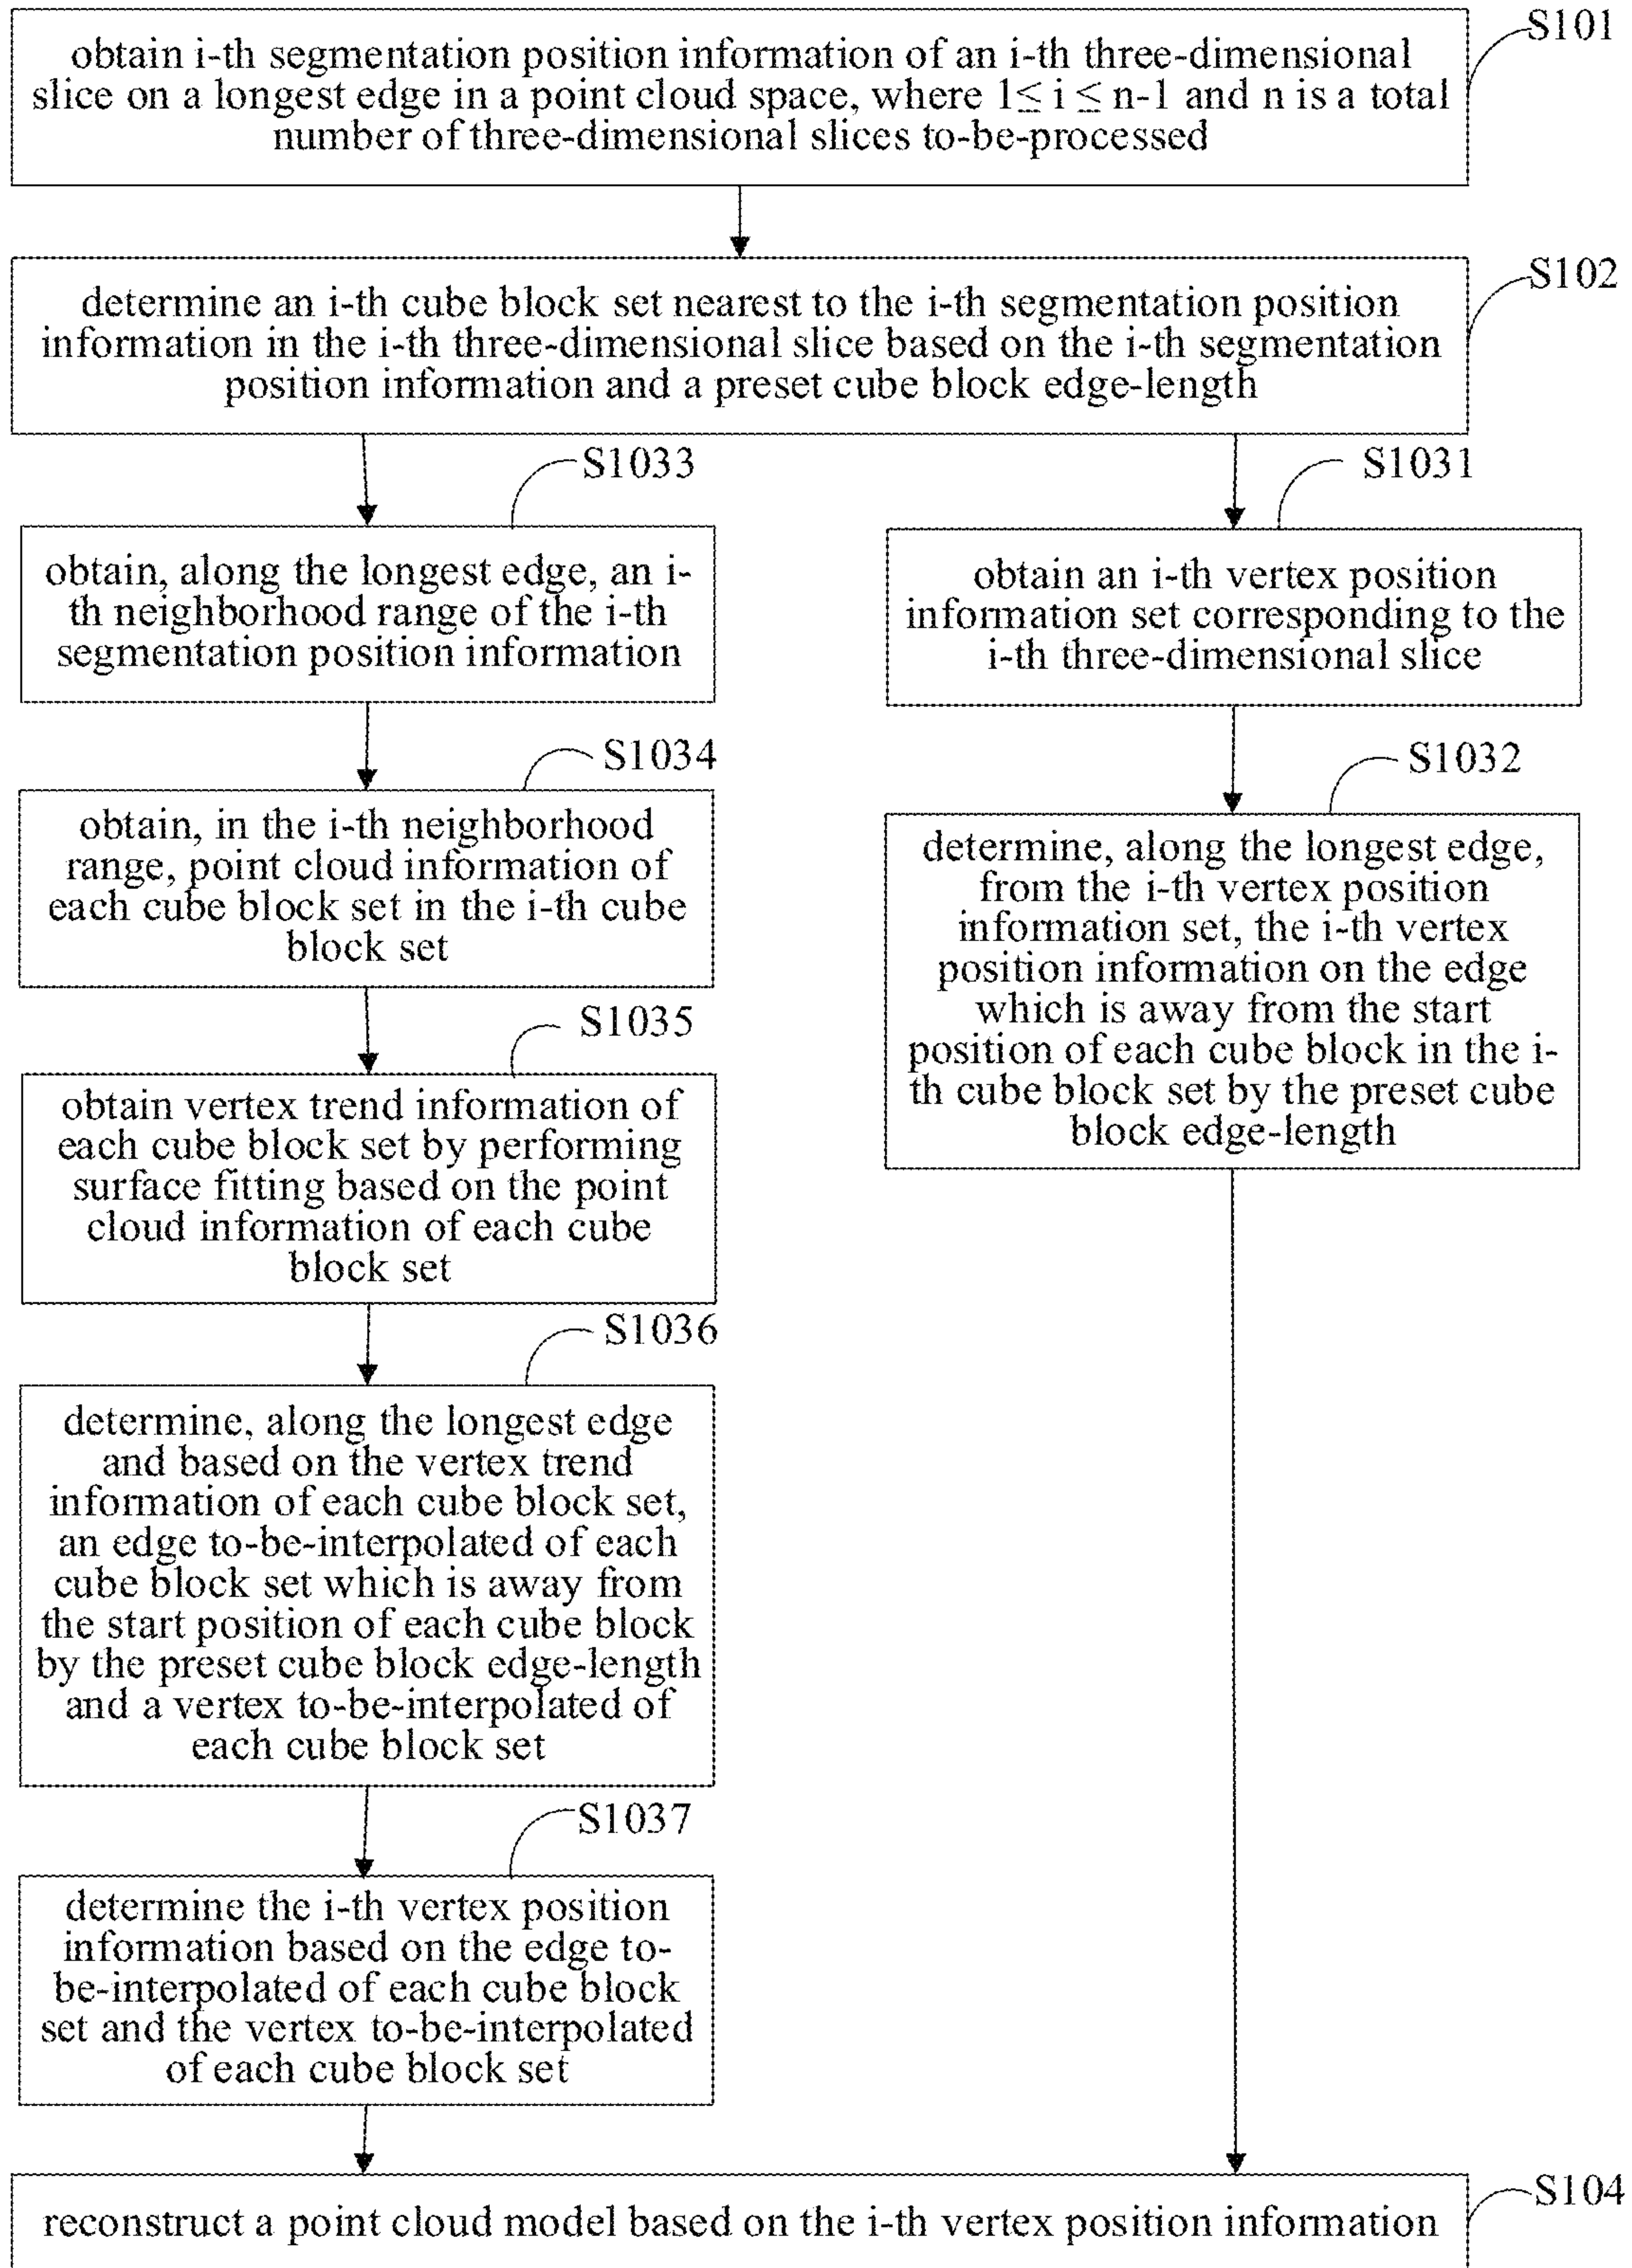 S101
obtain i-th segmentation position information of an i-th three-dimensional
slice on a longest edge in a point cloud space, where 1≤ i ≤ n-1 and n is a total
number of three-dimensional slices to-be-processed
S102
determine an i-th cube block set nearest to the i-th segmentation position
information in the i-th three-dimensional slice based on the i-th segmentation
position information and a preset cube block edge-length
S1033
obtain, along the longest edge, an i-
th neighborhood range of the i-th
segmentation position information
S1034
obtain, in the i-th neighborhood
range, point cloud information of
each cube block set in the i-th cube
block set
S1035
obtain vertex trend information of
each cube block set by performing
surface fitting based on the point
cloud information of each cube
block set
S1036
determine, along the longest edge
and based on the vertex trend
information of each cube block set,
an edge to-be-interpolated of each
cube block set which is away from
the start position of each cube block
by the preset cube block edge-length
and a vertex to-be-interpolated of
each cube block set
S1037
determine the i-th vertex position
information based on the edge to-
be-interpolated of each cube block
set and the vertex to-be-interpolated
of each cube block set
S1031
obtain an i-th vertex position
information set corresponding to the
i-th three-dimensional slice
S1032
determine, along the longest edge,
from the i-th vertex position
information set, the i-th vertex
position information on the edge
which is away from the start
position of each cube block in the i-
th cube block set by the preset cube
block edge-length
S104
reconstruct a point cloud model based on the i-th vertex position information